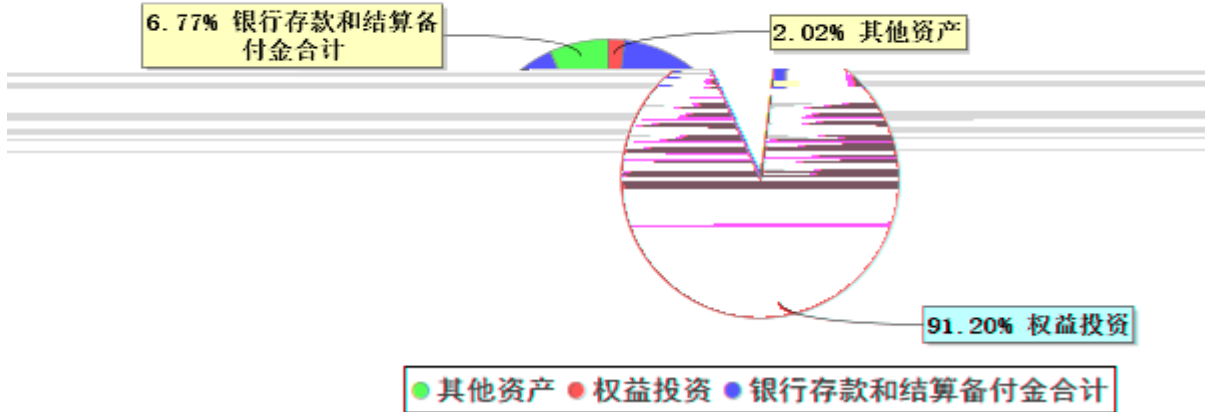 6.77% 银行存款和结算备
付金合计
2.02% 其他资产
91.20% 权益投资
其他资产 权益投资 银行存款和结算备付金合计